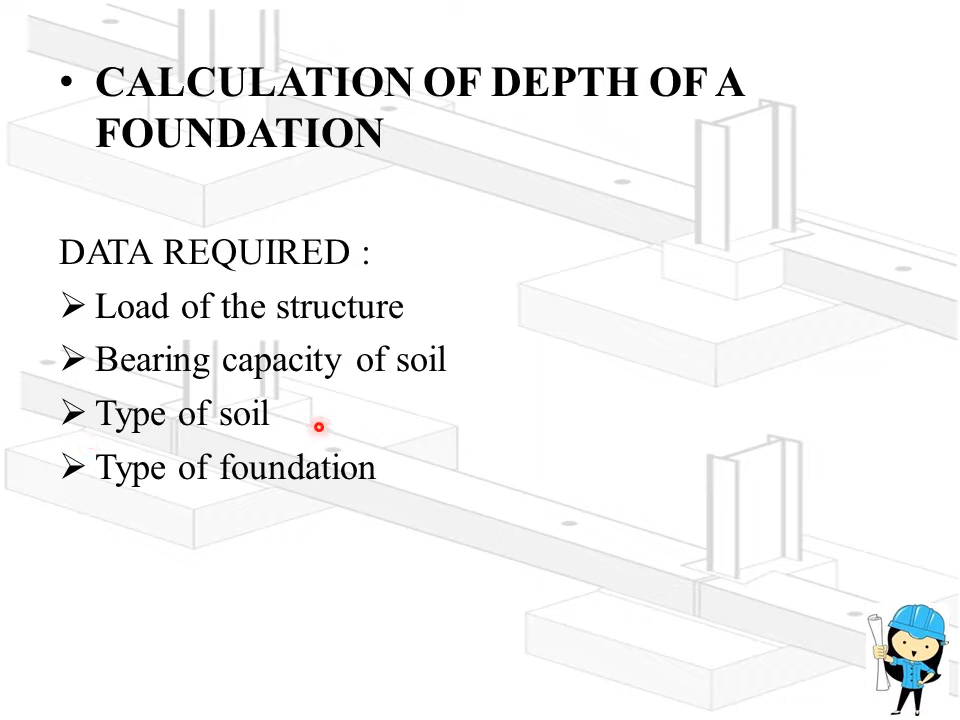 • CALCULATION OF DEPTH OF A
FOUNDATION
DATA REQUIRED :
➢ Load of the structure
➢ Bearing capacity of soil
➢ Type of soil
➢ Type of foundation